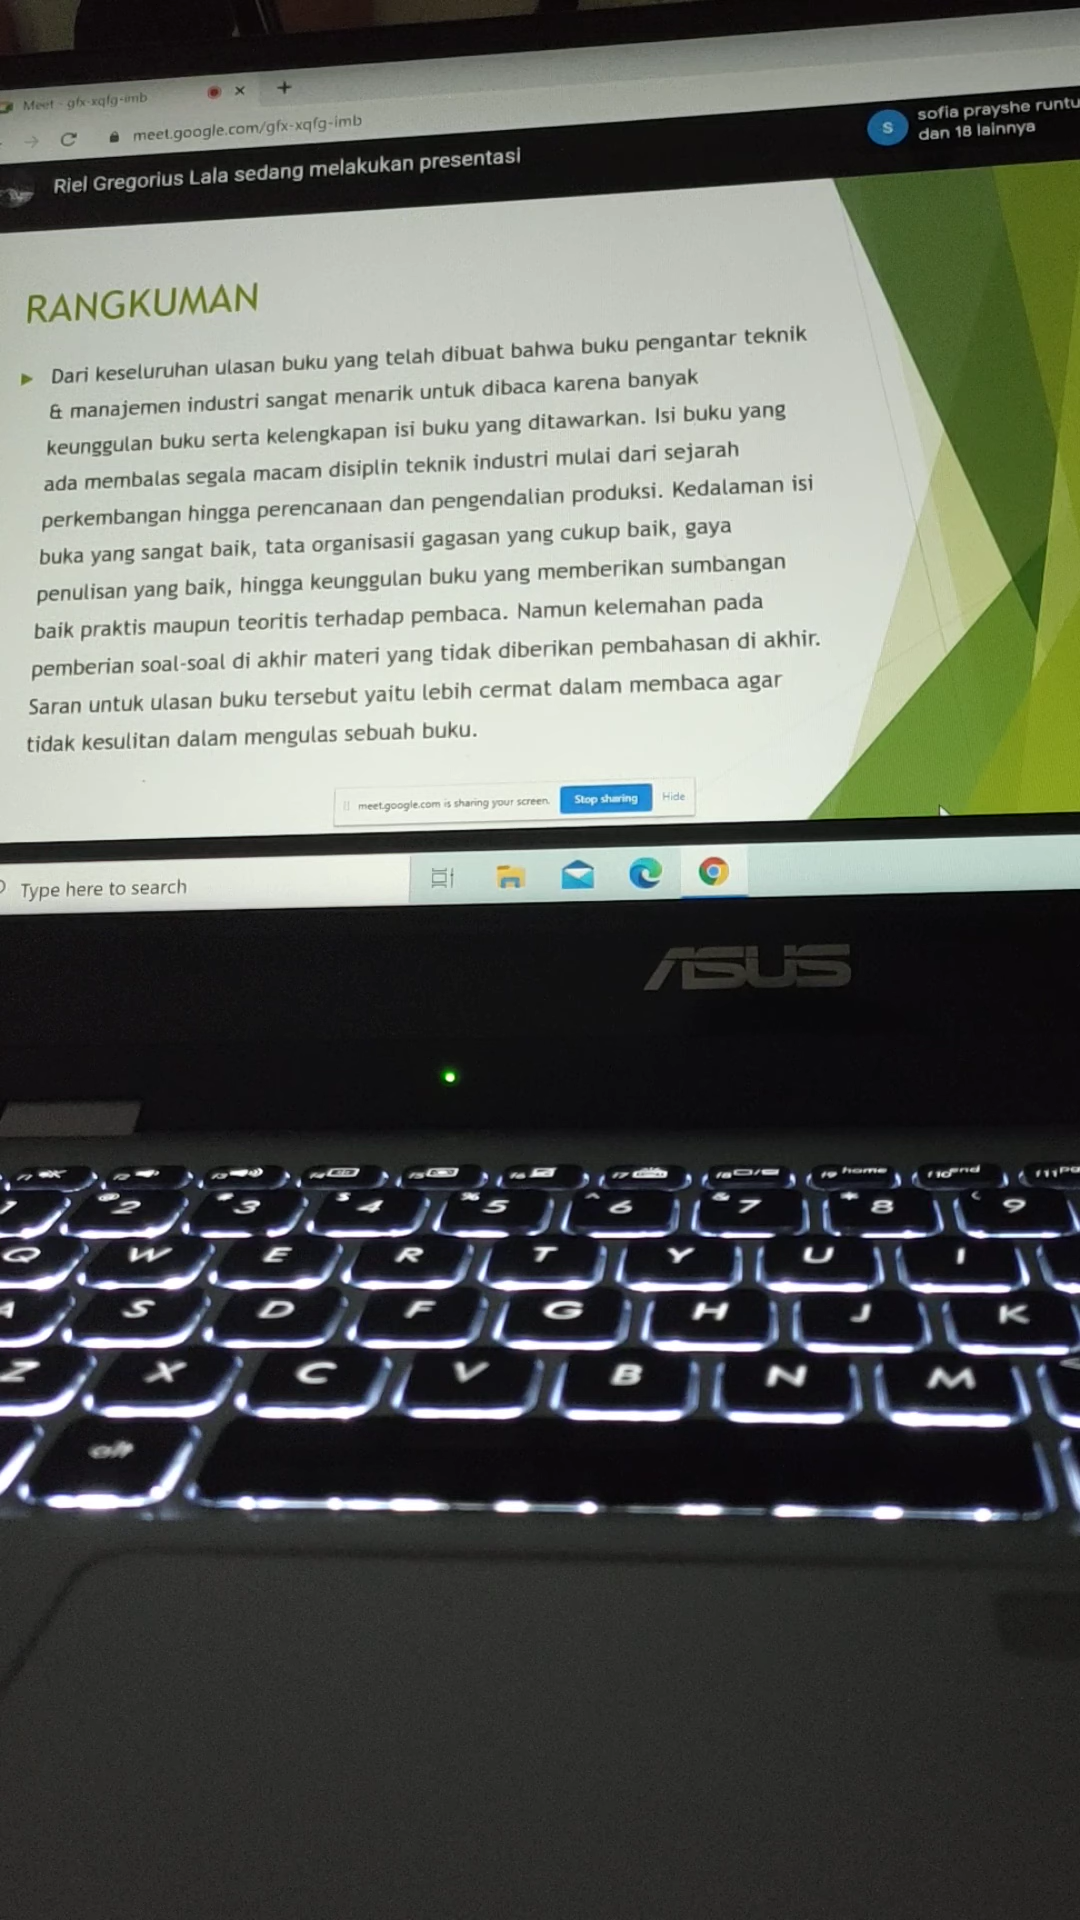 Meet - gfx-xqfg-imb
meet.google.com/gfx-xqfg-imb
Riel Gregorius Lala sedang melakukan presentasi
S
sofia prayshe runtu
dan 18 lainnya
RANGKUMAN
Dari keseluruhan ulasan buku yang telah dibuat bahwa buku pengantar teknik
& manajemen industri sangat menarik untuk dibaca karena banyak
keunggulan buku serta kelengkapan isi buku yang ditawarkan. Isi buku yang
ada membalas segala macam disiplin teknik industri mulai dari sejarah
perkembangan hingga perencanaan dan pengendalian produksi. Kedalaman isi
buka yang sangat baik, tata organisasii gagasan yang cukup baik, gaya
penulisan yang baik, hingga keunggulan buku yang memberikan sumbangan
baik praktis maupun teoritis terhadap pembaca. Namun kelemahan pada
pemberian soal-soal di akhir materi yang tidak diberikan pembahasan di akhir.
Saran untuk ulasan buku tersebut yaitu lebih cermat dalam membaca agar
tidak kesulitan dalam mengulas sebuah buku.
meet.google.com is sharing your screen.
Stop sharing
Hide
Type here to search
ASUS
f7 f8 f9 home f10 end f11
@ 2 # 3 $ 4 % 5 ^ 6 & 7 * 8 ( 9
Q W E R T Y U I
A S D F G H J K
Z X C V B N M
alt